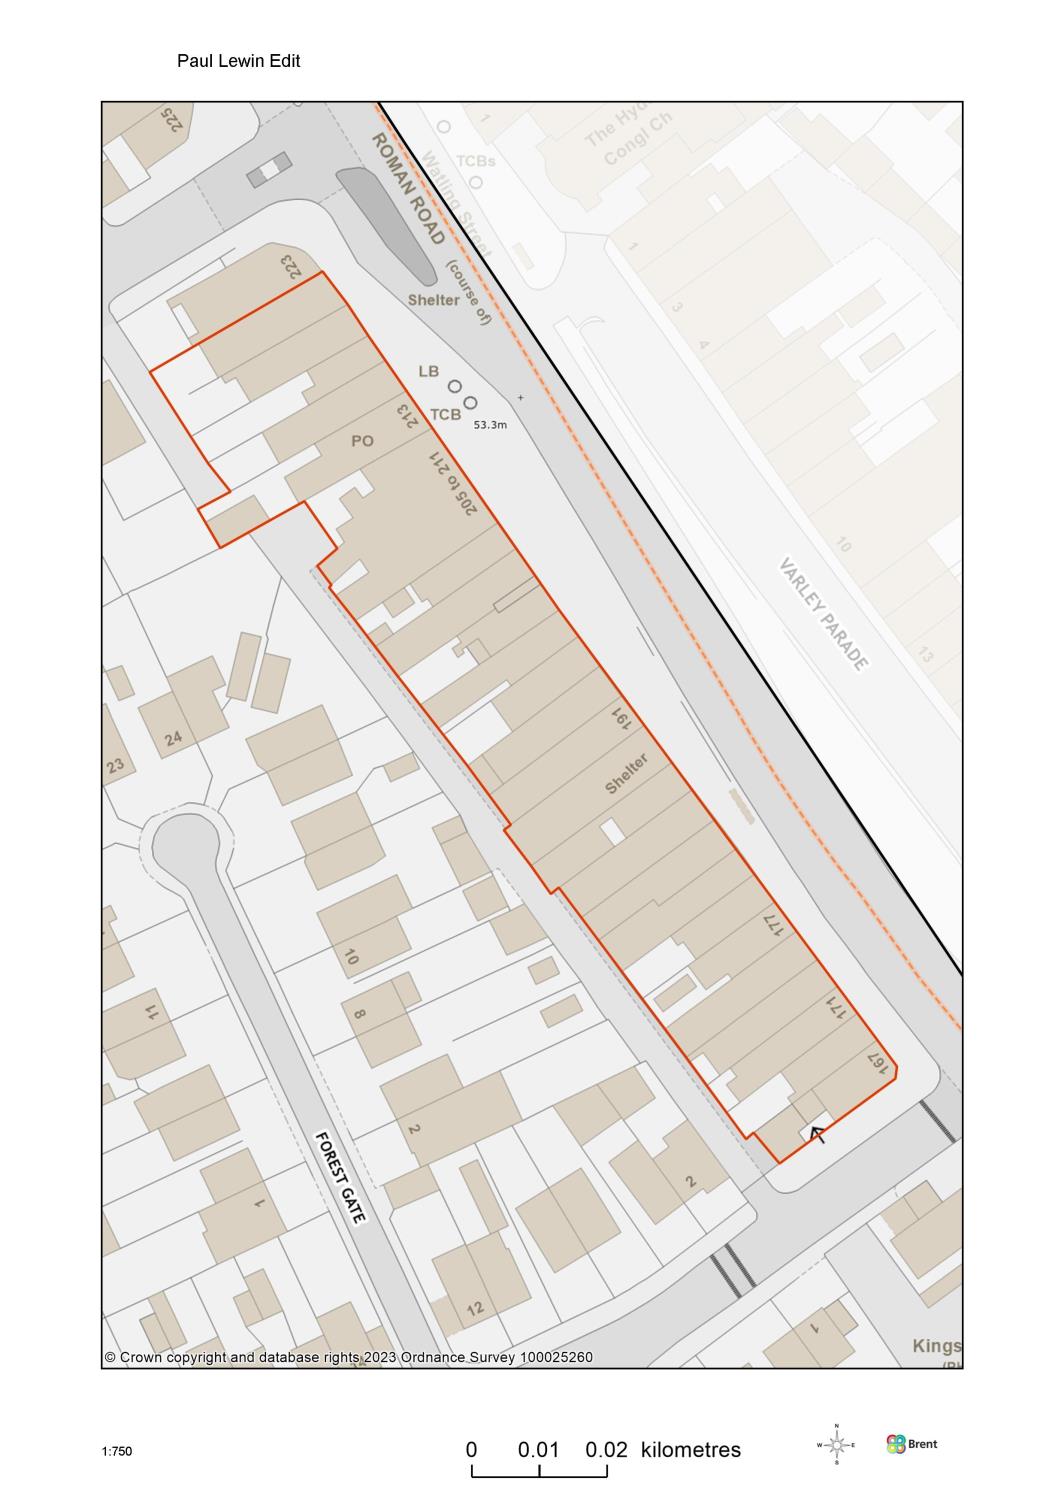 Paul Lewin Edit
225
ROMAN ROAD
(course of)
Watling Street
TCBs
1
The Hyde
Congl Ch
223
Shelter
LB
TCB
53.3m
213
PO
205 to 211
1
3
4
10
13
VARLEY PARADE
191
Shelter
177
171
167
24
23
10
8
11
2
1
FOREST GATE
2
12
1
Kings
© Crown copyright and database rights 2023 Ordnance Survey 100025260
1:750
0 0.01 0.02 kilometres
N
W E
S
Brent